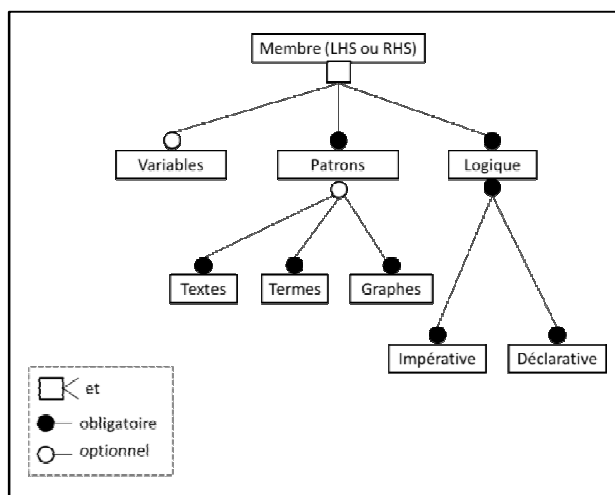 Membre (LHS ou RHS)
Variables
Patrons
Logique
Textes
Termes
Graphes
Impérative
Déclarative
et
obligatoire
optionnel